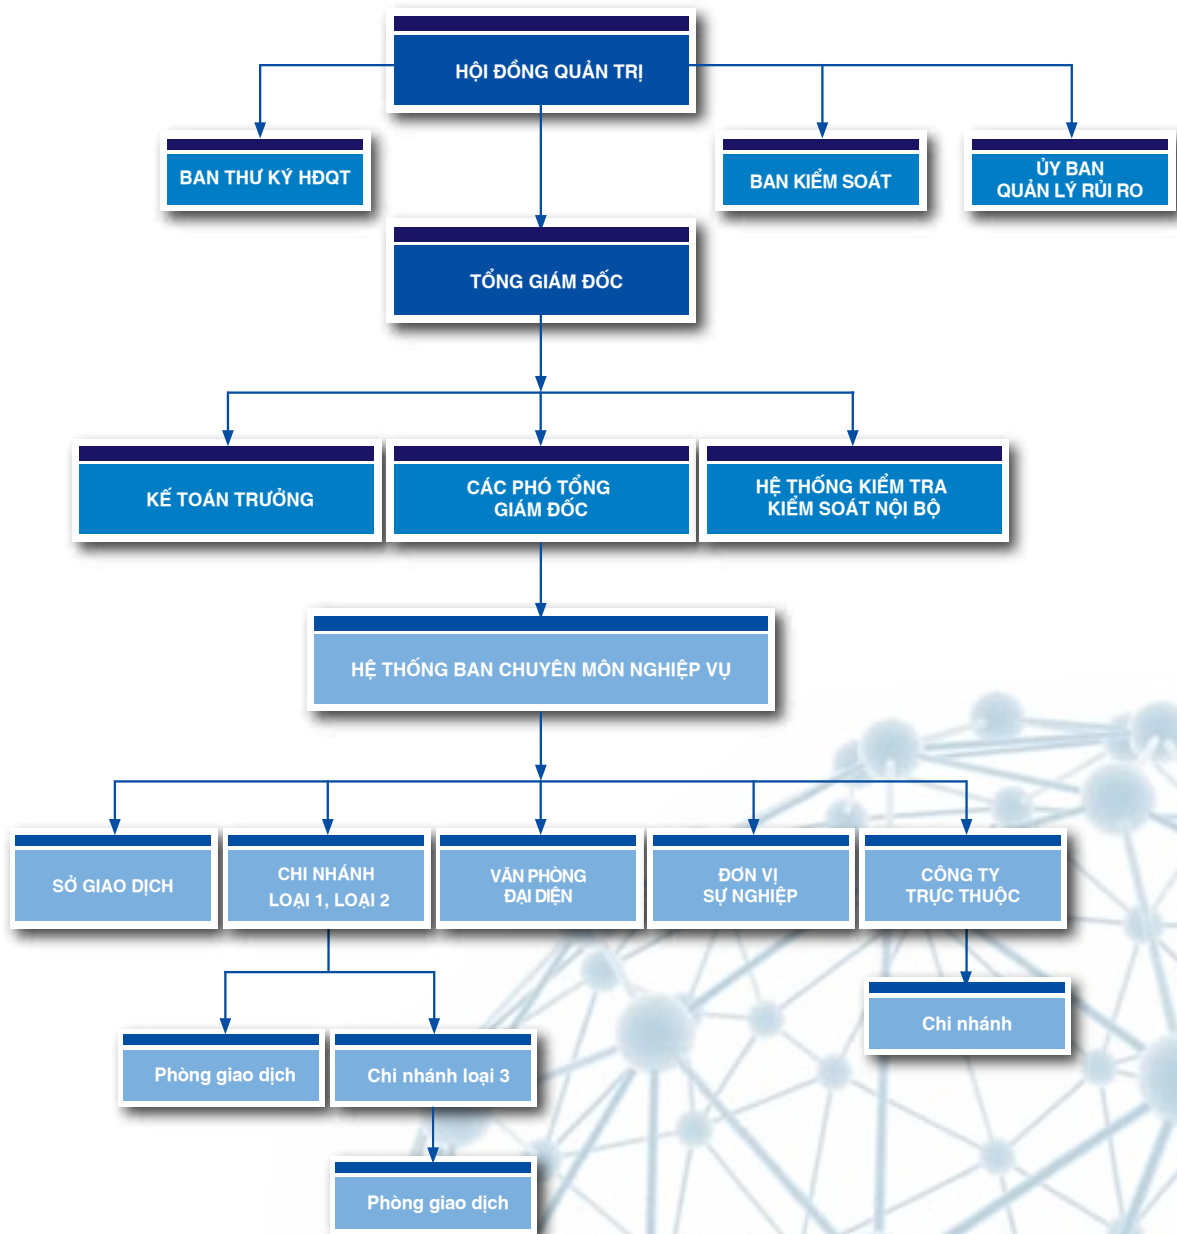 HỘI ĐỒNG QUẢN TRỊ
BAN THƯ KÝ HĐQT
BAN KIỂM SOÁT
ỦY BAN
QUẢN LÝ RỦI RO
TỔNG GIÁM ĐỐC
KẾ TOÁN TRƯỞNG
CÁC PHÓ TỔNG
GIÁM ĐỐC
HỆ THỐNG KIỂM TRA
KIỂM SOÁT NỘI BỘ
HỆ THỐNG BAN CHUYÊN MÔN NGHIỆP VỤ
SỞ GIAO DỊCH
CHI NHÁNH
LOẠI 1, LOẠI 2
VĂN PHÒNG
ĐẠI DIỆN
ĐƠN VỊ
SỰ NGHIỆP
CÔNG TY
TRỰC THUỘC
Phòng giao dịch
Chi nhánh loại 3
Chi nhánh
Phòng giao dịch